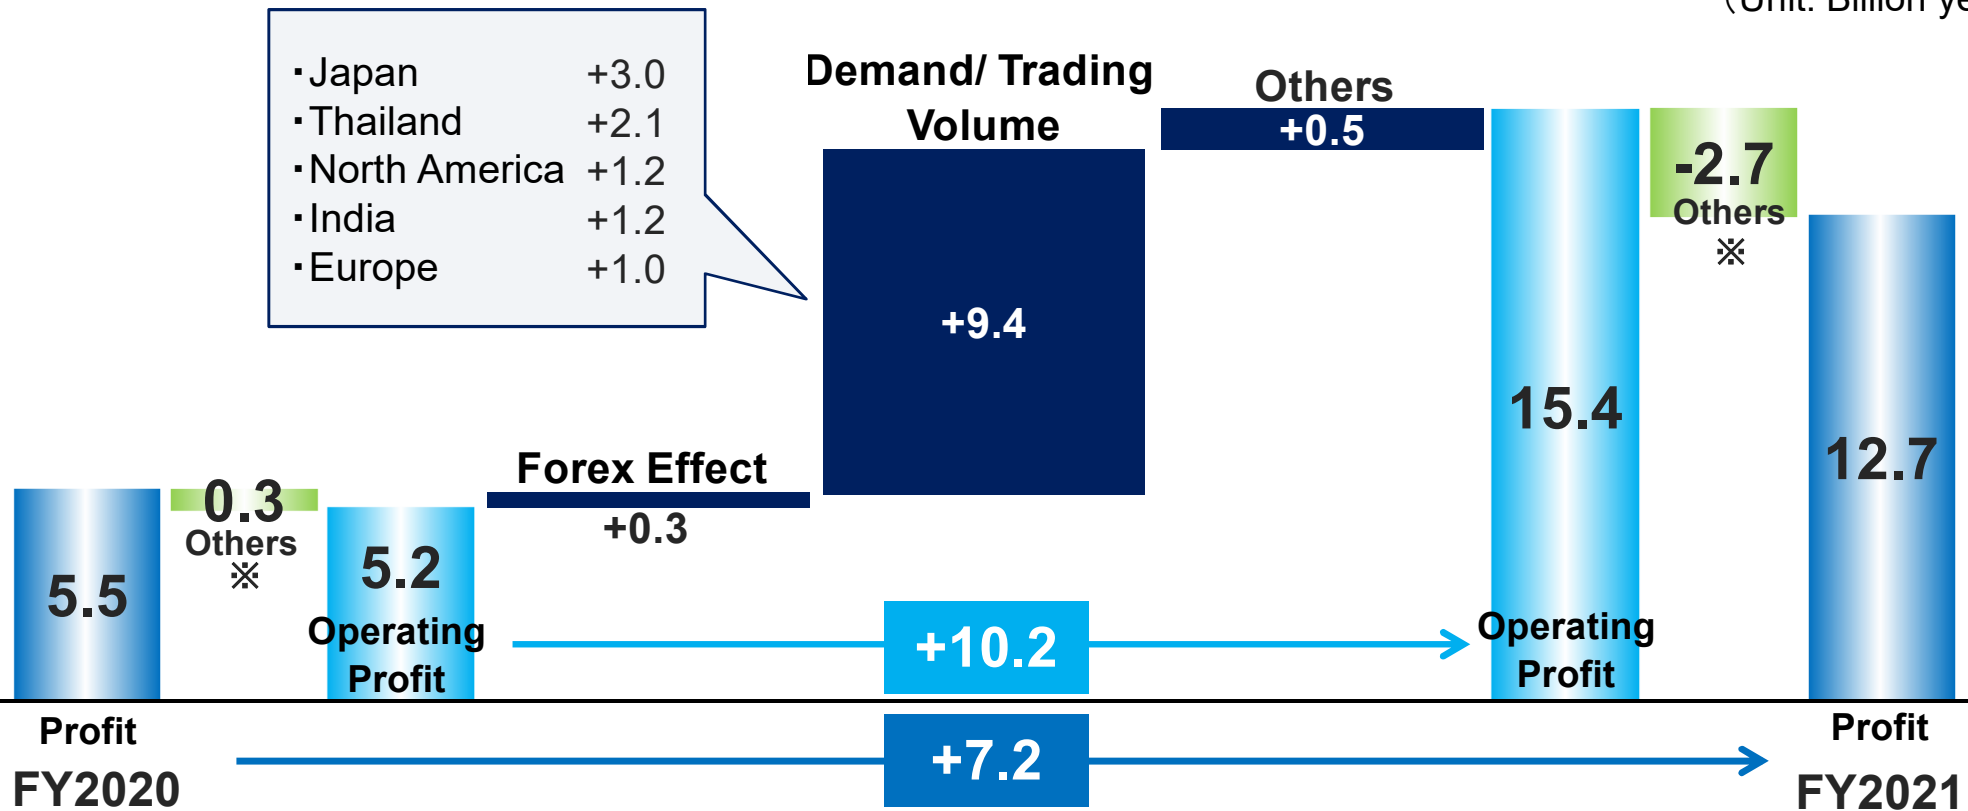 (Unit: Billion
・Japan +3.0
・Thailand +2.1
・North America +1.2
・India +1.2
・Europe +1.0
Demand/ Trading
Volume
+9.4
Others
+0.5
-2.7
Others
※
15.4
Operating
Profit
12.7
Forex Effect
+0.3
0.3
Others
※
5.5
5.2
Operating
Profit
+10.2
Profit
FY2020
+7.2
Profit
FY2021